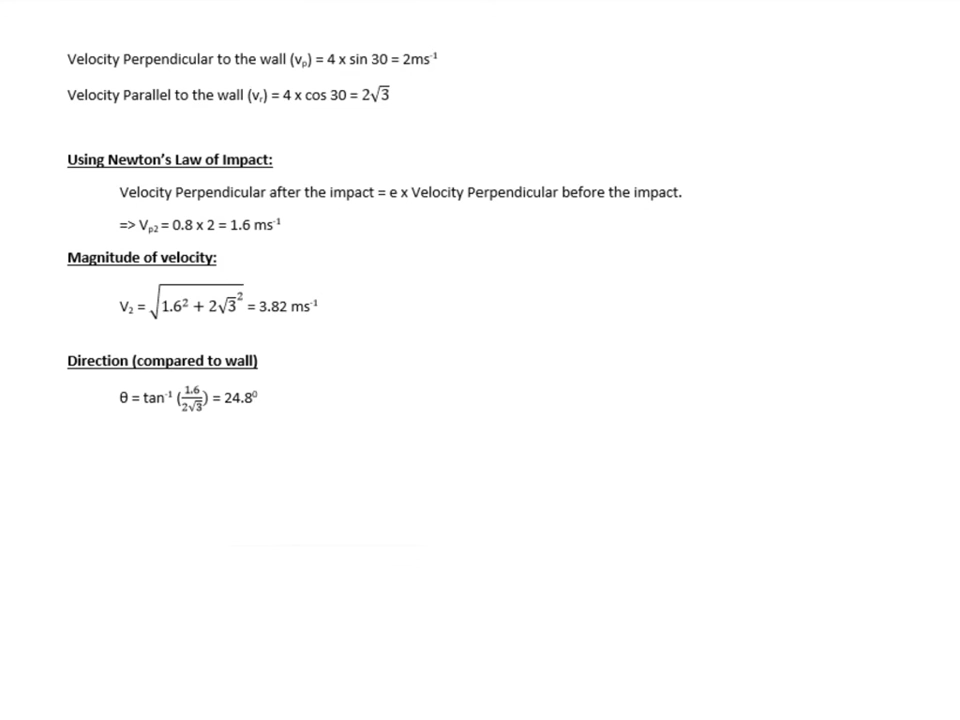 Velocity Perpendicular to the wall (vₚ) = 4 x sin 30 = 2ms⁻¹
Velocity Parallel to the wall (vᵣ) = 4 x cos 30 = 2√3
Using Newton's Law of Impact:
Velocity Perpendicular after the impact = e x Velocity Perpendicular before the impact.
=> Vₚ₂ = 0.8 x 2 = 1.6 ms⁻¹
Magnitude of velocity:
V₂ = √(1.6² + 2√3²) = 3.82 ms⁻¹
Direction (compared to wall)
θ = tan⁻¹ (1.6/2√3) = 24.8⁰